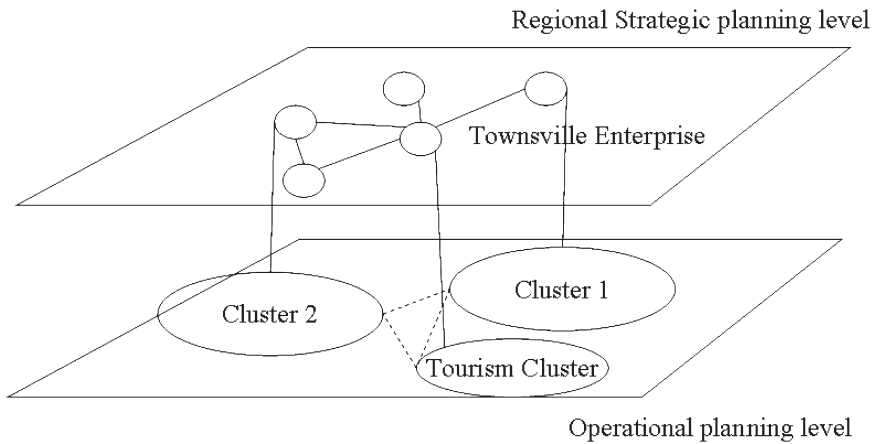 Regional Strategic planning level
Townsville Enterprise
Cluster 1
Cluster 2
Tourism Cluster
Operational planning level